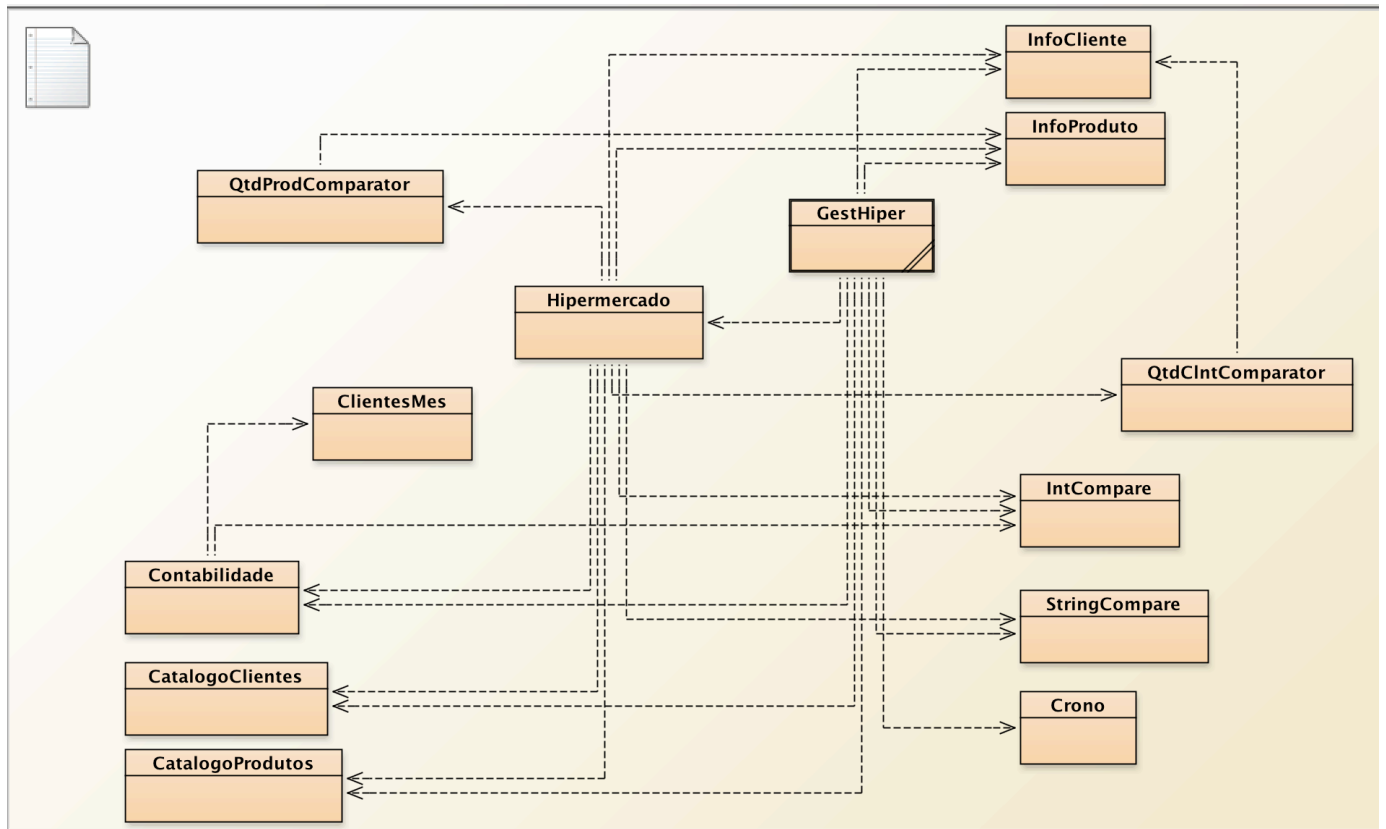 InfoCliente
InfoProduto
QtdProdComparator
GestHiper
Hipermercado
QtdClntComparator
ClientesMes
IntCompare
Contabilidade
StringCompare
CatalogoClientes
Crono
CatalogoProdutos